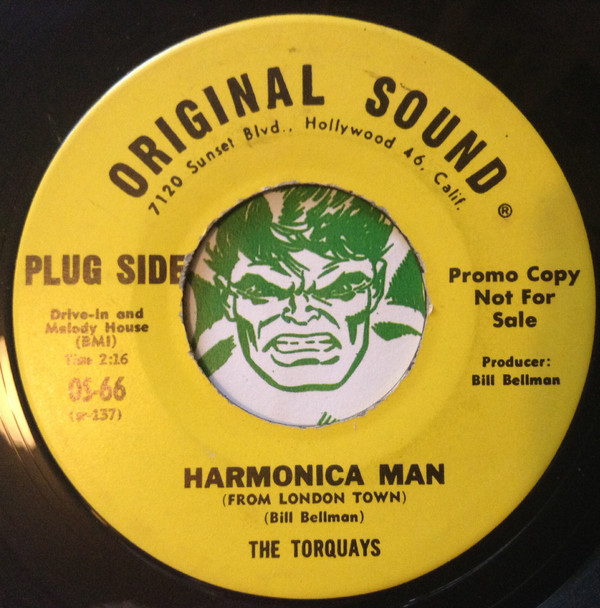 ORIGINAL SOUND
7120 Sunset Blvd., Hollywood 46, Calif.
®
PLUG SIDE
Drive-In and
Melody House
(BMI)
Time 2:16
OS-66
Promo Copy
Not For
Sale
Producer:
Bill Bellman
HARMONICA MAN
(FROM LONDON TOWN)
(Bill Bellman)
THE TORQUAYS